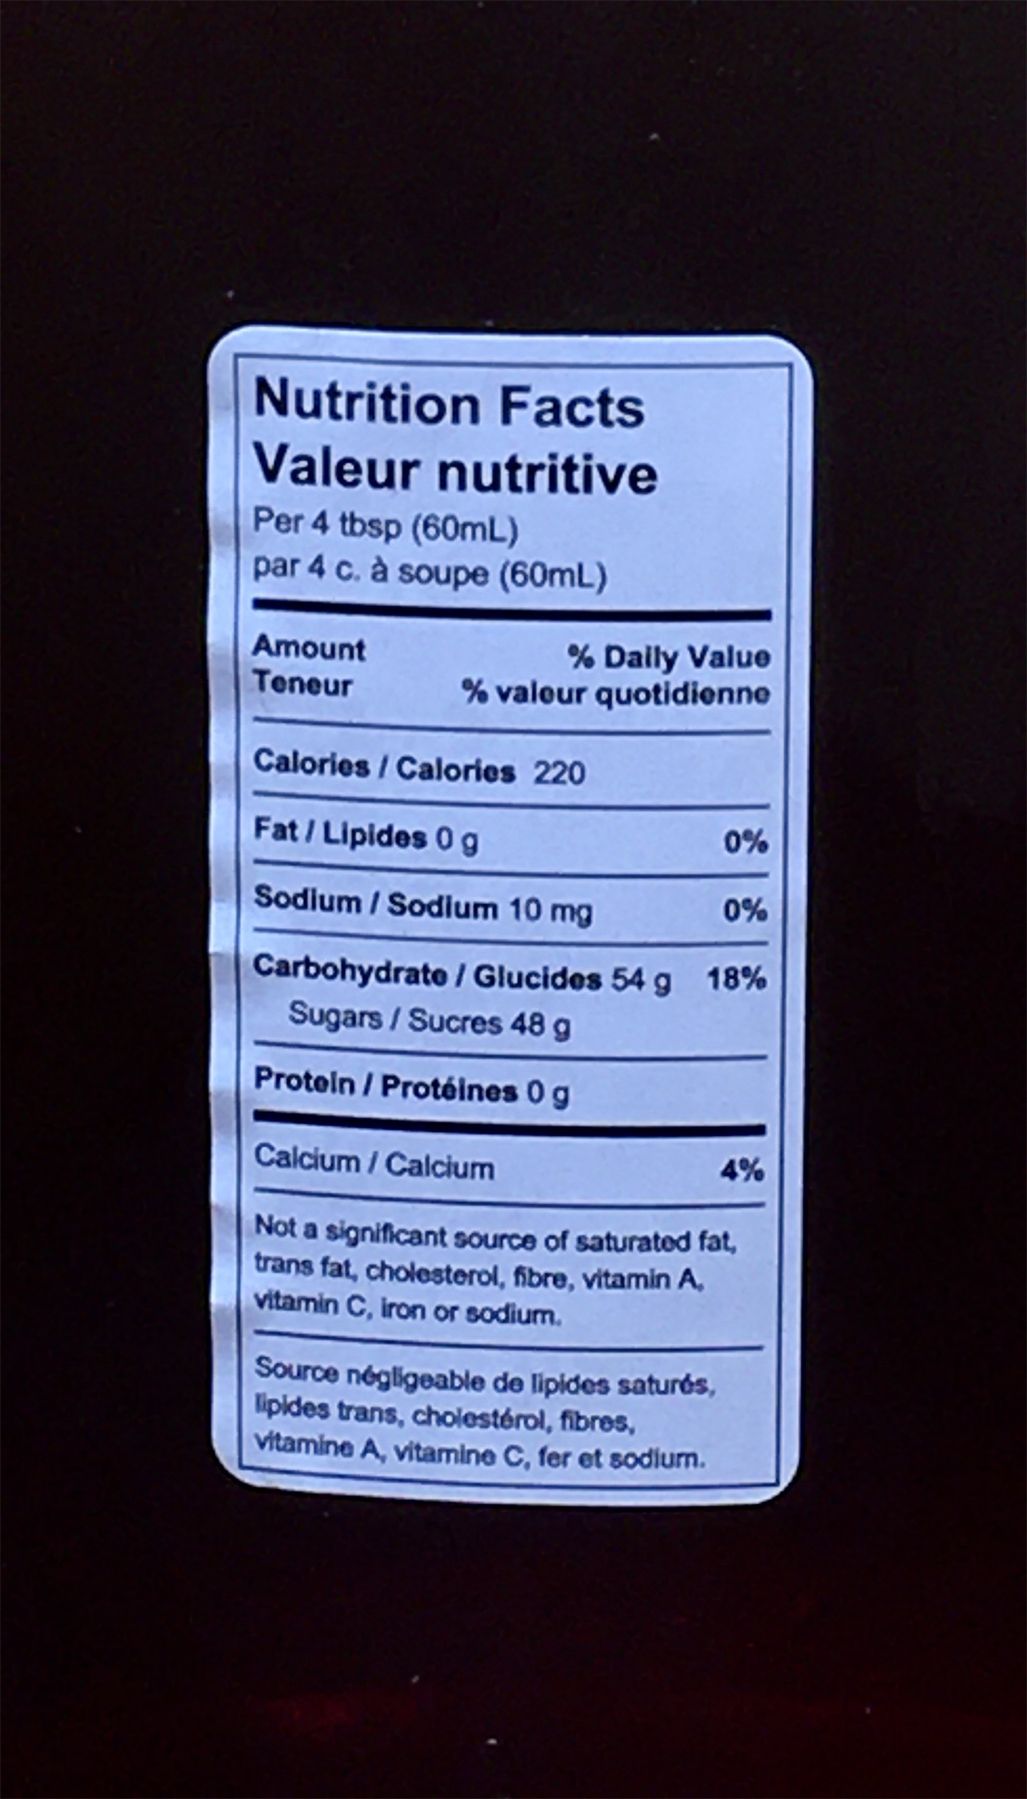 Nutrition Facts
Valeur nutritive
Per 4 tbsp (60mL)
par 4 c. à soupe (60mL)
Amount % Daily Value
Teneur % valeur quotidienne
Calories / Calories 220
Fat / Lipides 0 g 0%
Sodium / Sodium 10 mg 0%
Carbohydrate / Glucides 54 g 18%
Sugars / Sucres 48 g
Protein / Protéines 0 g
Calcium / Calcium 4%
Not a significant source of saturated fat,
trans fat, cholesterol, fibre, vitamin A,
vitamin C, iron or sodium.
Source négligeable de lipides saturés,
lipides trans, cholestérol, fibres,
vitamine A, vitamine C, fer et sodium.